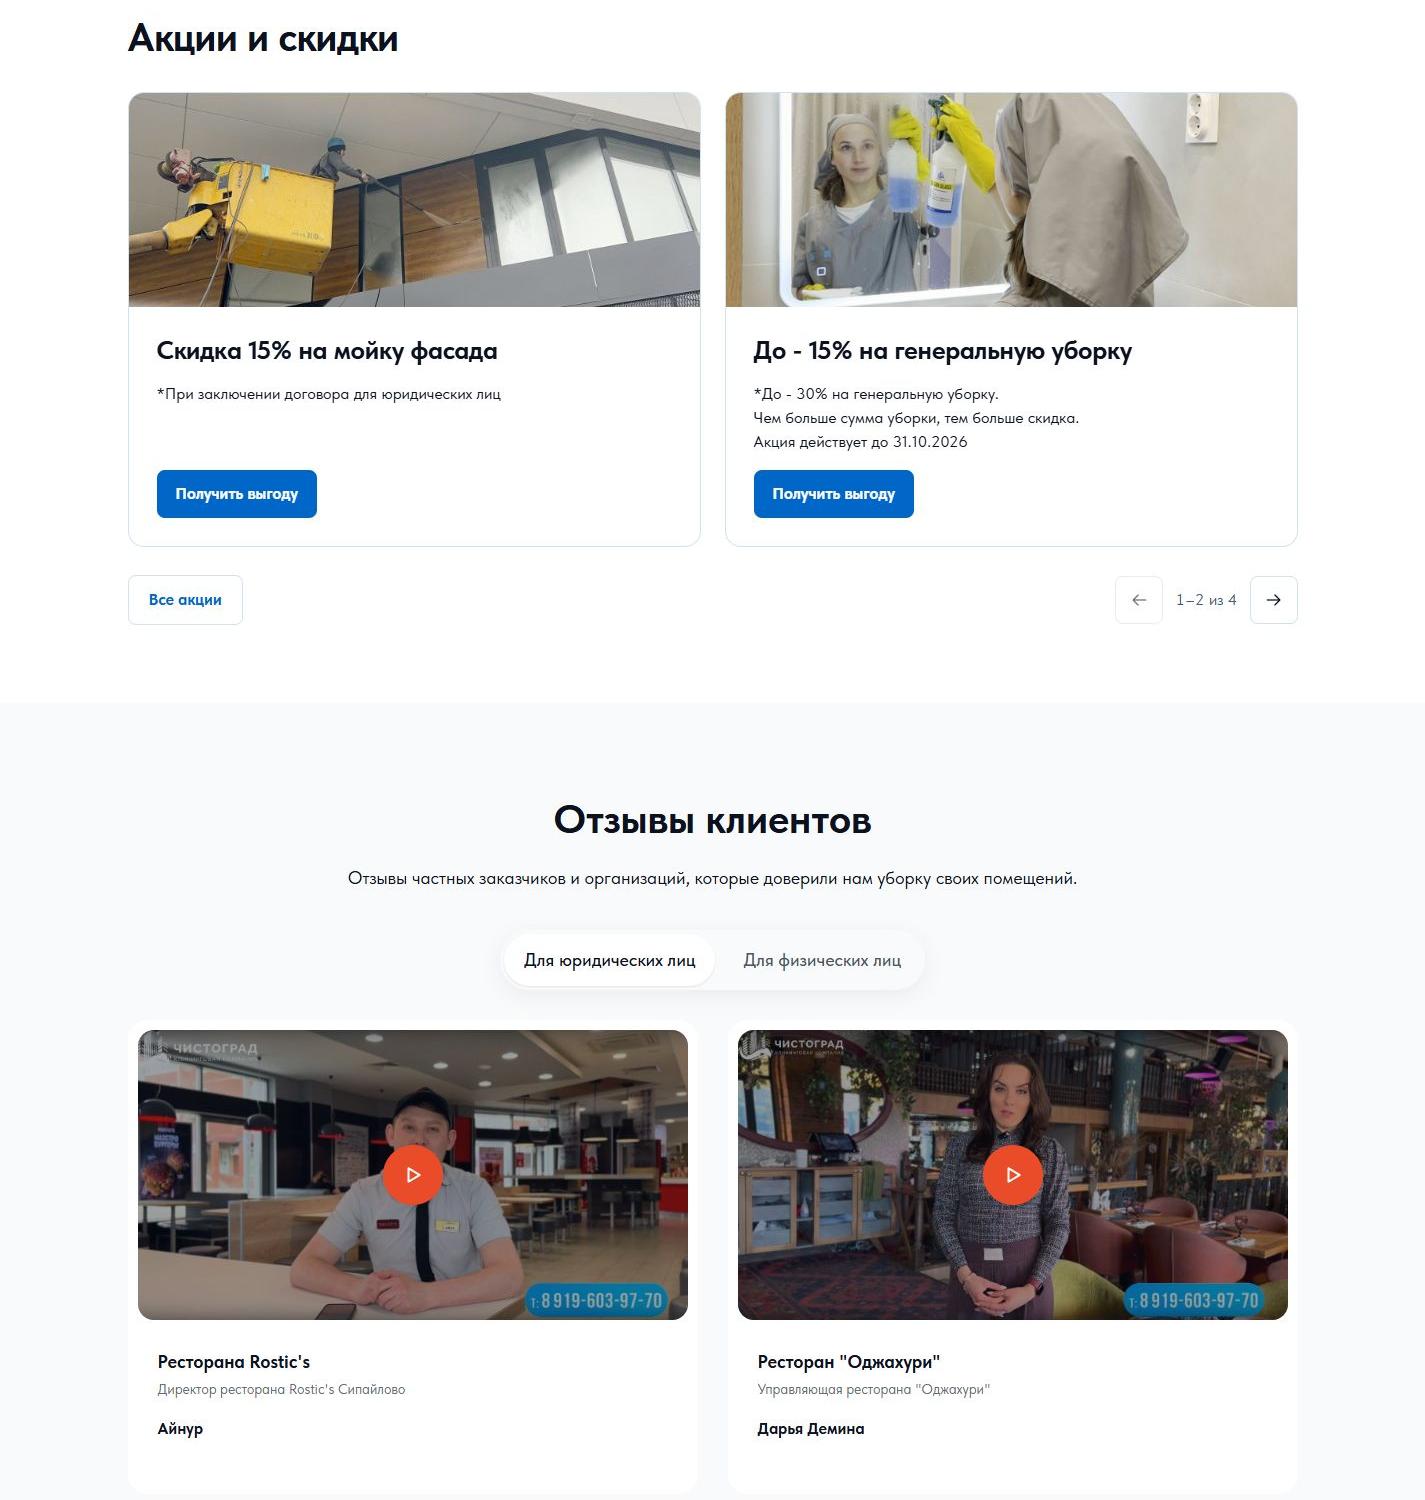 Акции и скидки
Скидка 15% на мойку фасада
*При заключении договора для юридических лиц
Получить выгоду
До - 15% на генеральную уборку
*До - 30% на генеральную уборку.
Чем больше сумма уборки, тем больше скидка.
Акция действует до 31.10.2026
Получить выгоду
Все акции
1–2 из 4
Отзывы клиентов
Отзывы частных заказчиков и организаций, которые доверили нам уборку своих помещений.
Для юридических лиц
Для физических лиц
ЧИСТОГРАД
КЛИНИНГОВАЯ КОМПАНИЯ
Т: 8 919-603-97-70
Ресторана Rostic's
Директор ресторана Rostic's Сипайлово
Айнур
ЧИСТОГРАД
КЛИНИНГОВАЯ КОМПАНИЯ
Т: 8 919-603-97-70
Ресторан "Оджахури"
Управляющая ресторана "Оджахури"
Дарья Демина